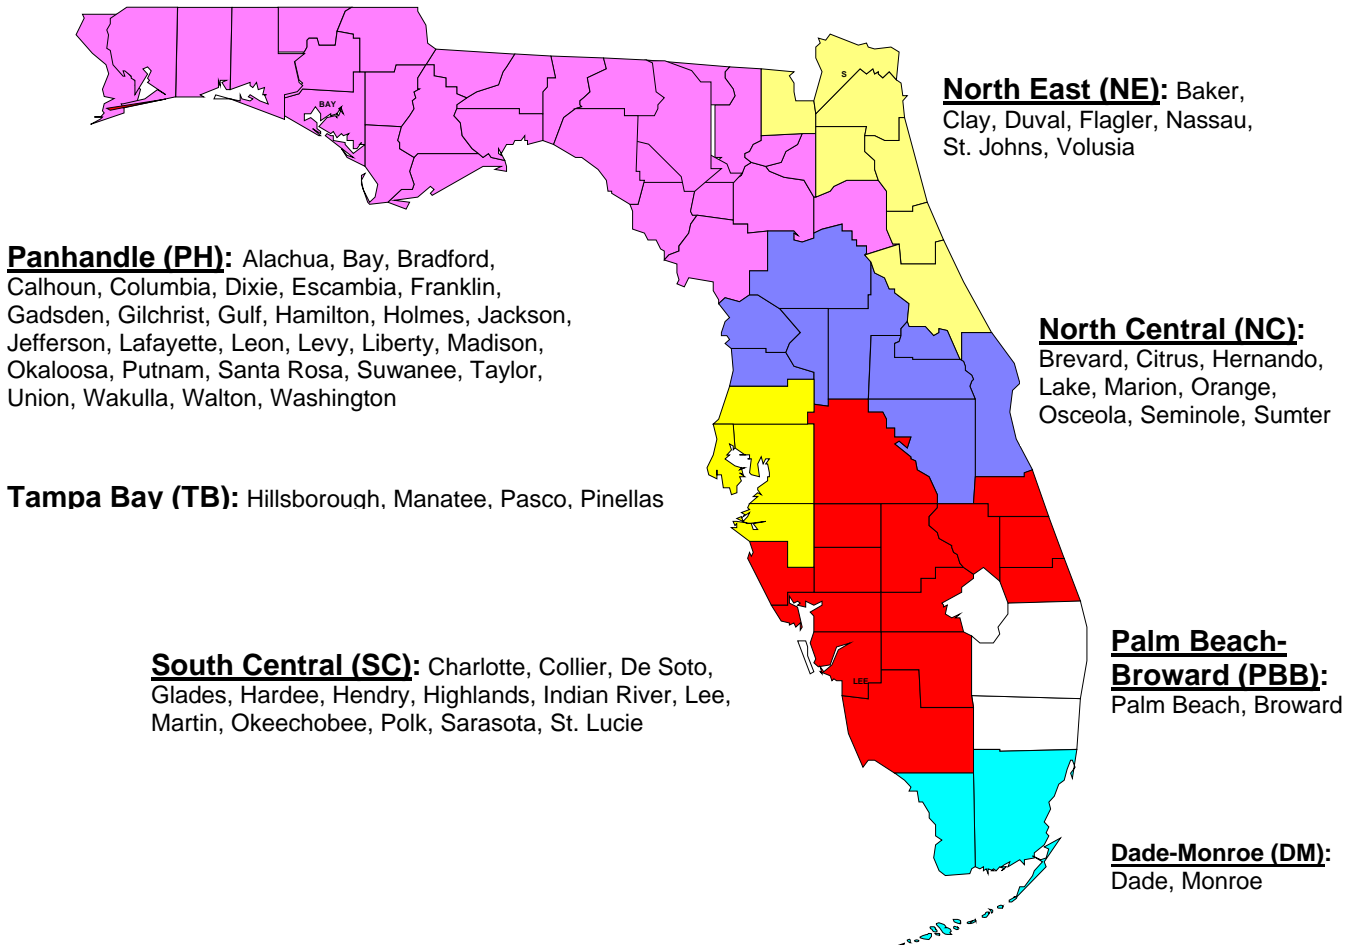 S
BAY
North East (NE): Baker,
Clay, Duval, Flagler, Nassau,
St. Johns, Volusia
Panhandle (PH): Alachua, Bay, Bradford,
Calhoun, Columbia, Dixie, Escambia, Franklin,
Gadsden, Gilchrist, Gulf, Hamilton, Holmes, Jackson,
Jefferson, Lafayette, Leon, Levy, Liberty, Madison,
Okaloosa, Putnam, Santa Rosa, Suwanee, Taylor,
Union, Wakulla, Walton, Washington
North Central (NC):
Brevard, Citrus, Hernando,
Lake, Marion, Orange,
Osceola, Seminole, Sumter
Tampa Bay (TB): Hillsborough, Manatee, Pasco, Pinellas
South Central (SC): Charlotte, Collier, De Soto,
Glades, Hardee, Hendry, Highlands, Indian River, Lee,
Martin, Okeechobee, Polk, Sarasota, St. Lucie
LEE
Palm Beach-
Broward (PBB):
Palm Beach, Broward
Dade-Monroe (DM):
Dade, Monroe